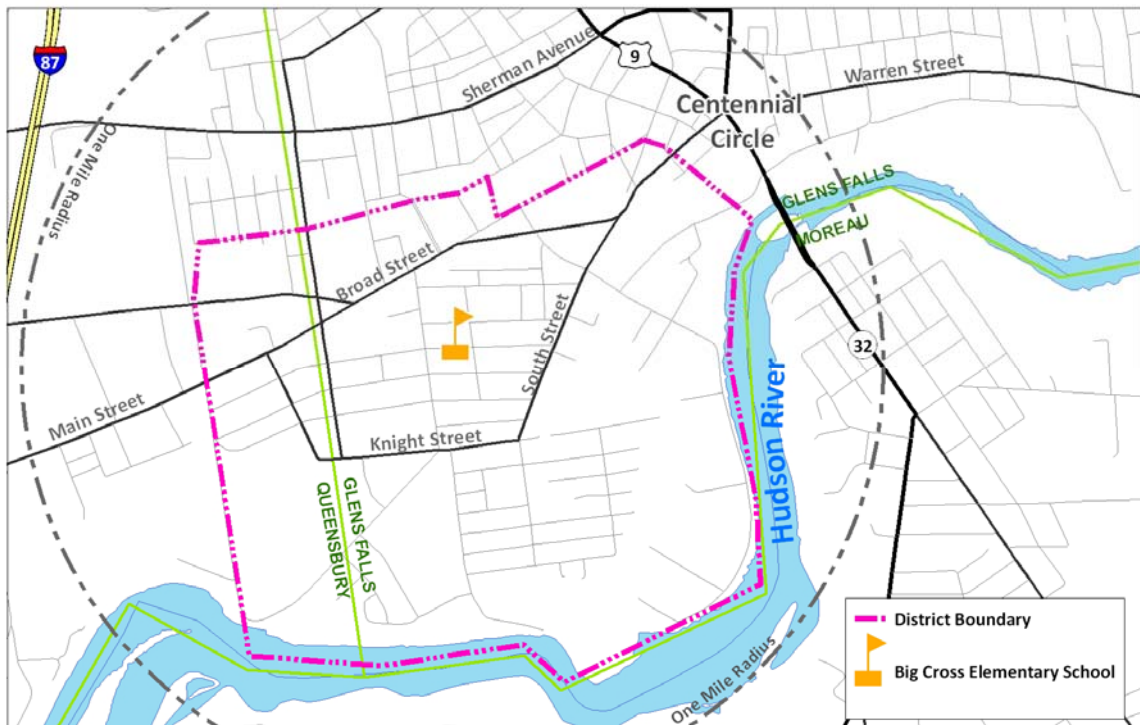 87
Sherman Avenue
9
Warren Street
Centennial
Circle
One Mile Radius
GLENS FALLS
MOREAU
Broad Street
South Street
32
Main Street
Knight Street
Hudson River
GLENS FALLS
QUEENSBURY
One Mile Radius
District Boundary
Big Cross Elementary School